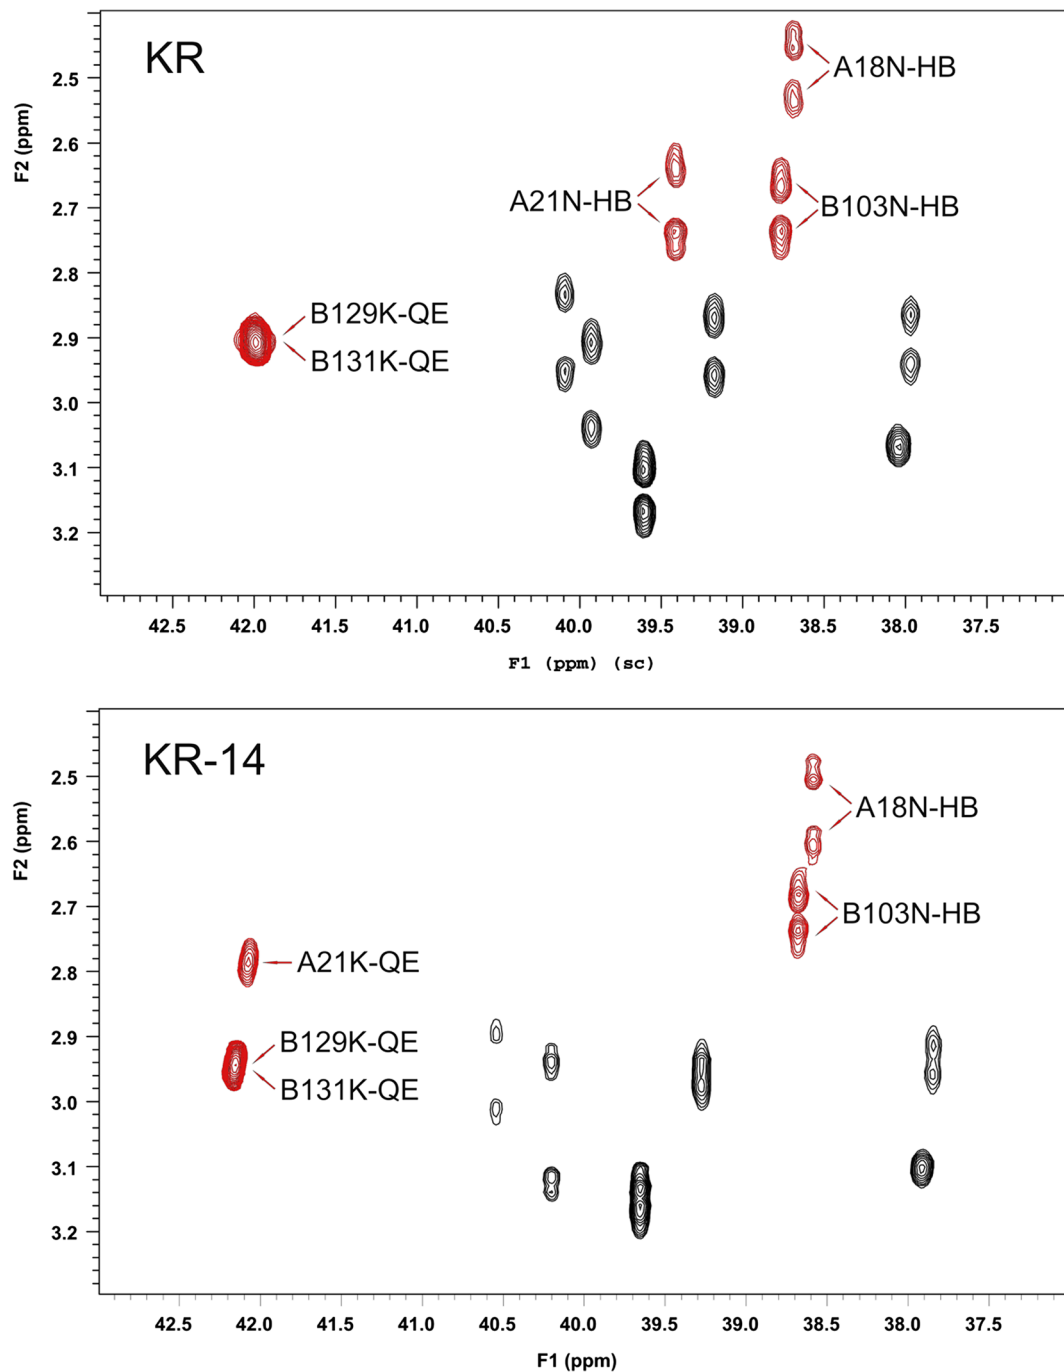 KR
A18N-HB
A21N-HB
B103N-HB
B129K-QE
B131K-QE
F2 (ppm)
2.5
2.6
2.7
2.8
2.9
3.0
3.1
3.2
42.5 42.0 41.5 41.0 40.5 40.0 39.5 39.0 38.5 38.0 37.5
F1 (ppm) (sc)
KR-14
A18N-HB
B103N-HB
A21K-QE
B129K-QE
B131K-QE
F2 (ppm)
2.5
2.6
2.7
2.8
2.9
3.0
3.1
3.2
42.5 42.0 41.5 41.0 40.5 40.0 39.5 39.0 38.5 38.0 37.5
F1 (ppm)